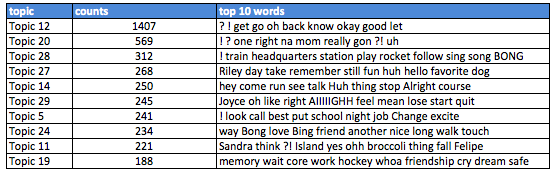 topic counts top 10 words
Topic 12 1407 ? ! get go oh back know okay good let
Topic 20 569 ! ? one right na mom really gon ?! uh
Topic 28 312 ! train headquarters station play rocket follow sing song BONG
Topic 27 268 Riley day take remember still fun huh hello favorite dog
Topic 14 250 hey come run see talk Huh thing stop Alright course
Topic 29 245 Joyce oh like right AIIIIIGHH feel mean lose start quit
Topic 5 241 ! look call best put school night job Change excite
Topic 24 234 way Bong love Bing friend another nice long walk touch
Topic 11 221 Sandra think ?! Island yes ohh broccoli thing fall Felipe
Topic 19 188 memory wait core work hockey whoa friendship cry dream safe